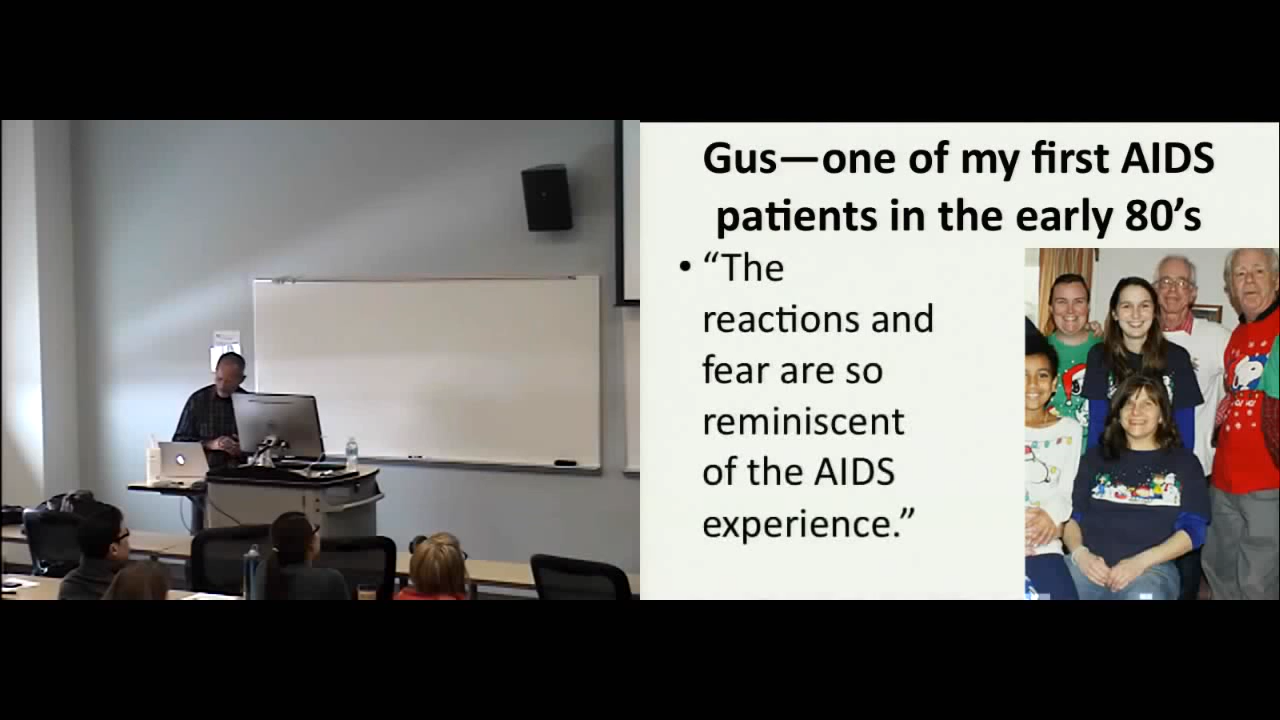 Gus—one of my first AIDS
patients in the early 80’s
• “The
reactions and
fear are so
reminiscent
of the AIDS
experience.”